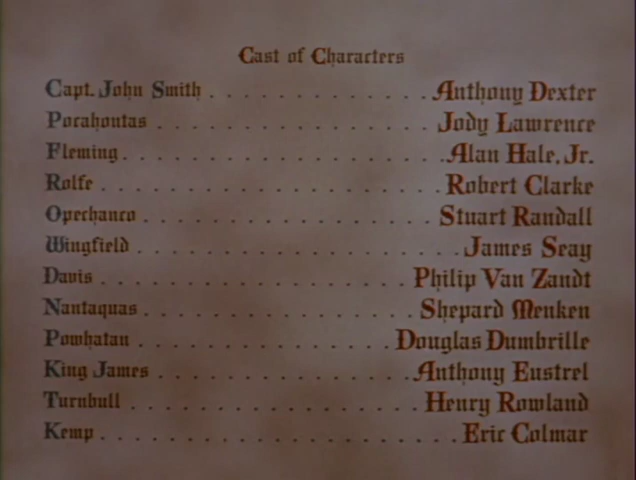 Cast of Characters
Capt. John Smith . . . . . . . . . . . . . . Anthony Dexter
Pocahontas . . . . . . . . . . . . . . . . . Jody Lawrence
Fleming . . . . . . . . . . . . . . . . . . . . Alan Hale, Jr.
Rolfe . . . . . . . . . . . . . . . . . . . . . Robert Clarke
Opechanco . . . . . . . . . . . . . . . . . . Stuart Randall
Wingfield . . . . . . . . . . . . . . . . . . . . James Seay
Davis . . . . . . . . . . . . . . . . . . . Philip Van Zandt
Nantaquas . . . . . . . . . . . . . . . . . Shepard Menken
Powhatan . . . . . . . . . . . . . . . . Douglas Dumbrille
King James . . . . . . . . . . . . . . . . Anthony Eustrel
Turnbull . . . . . . . . . . . . . . . . . . Henry Rowland
Kemp . . . . . . . . . . . . . . . . . . . . . . Eric Colmar